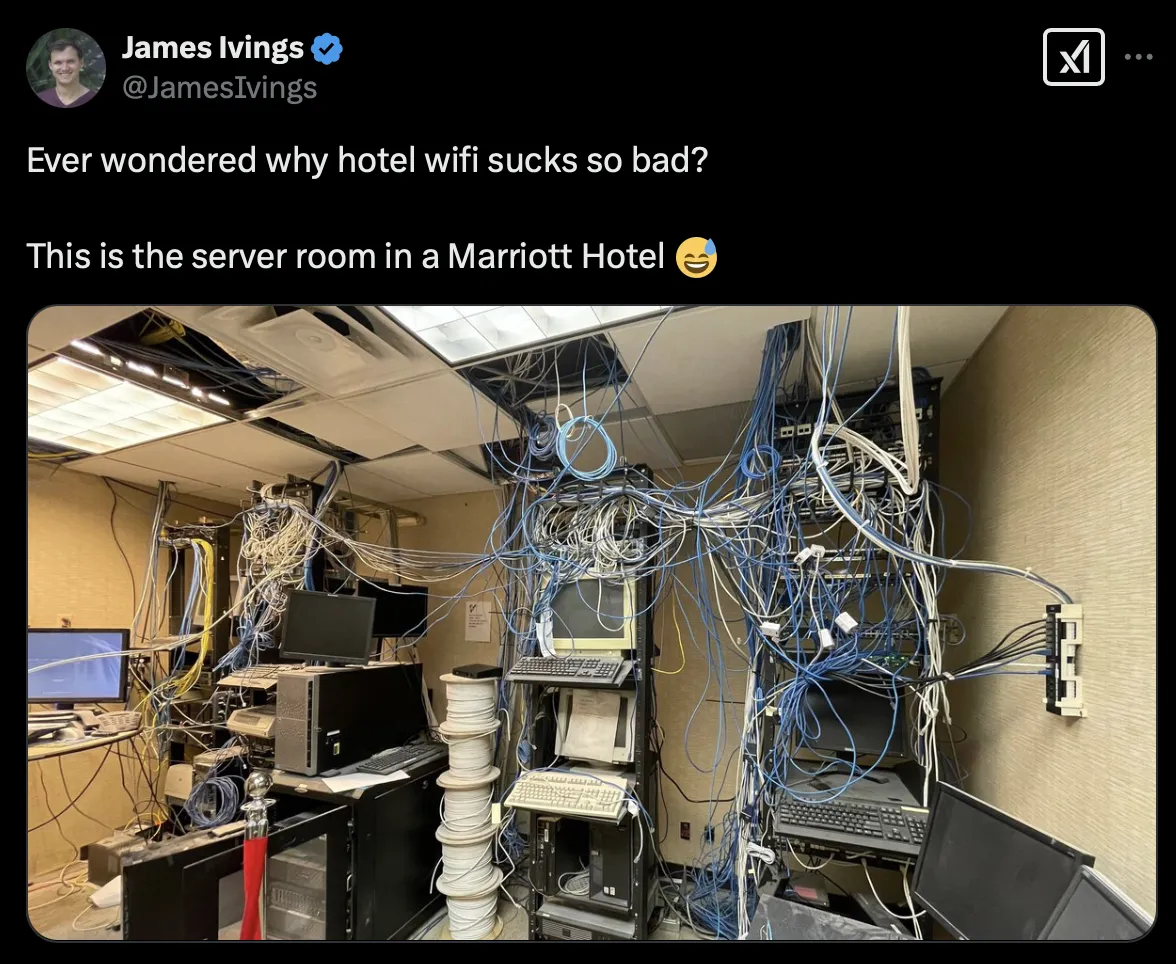 James Ivings
@JamesIvings
Ever wondered why hotel wifi sucks so bad?
This is the server room in a Marriott Hotel 😅